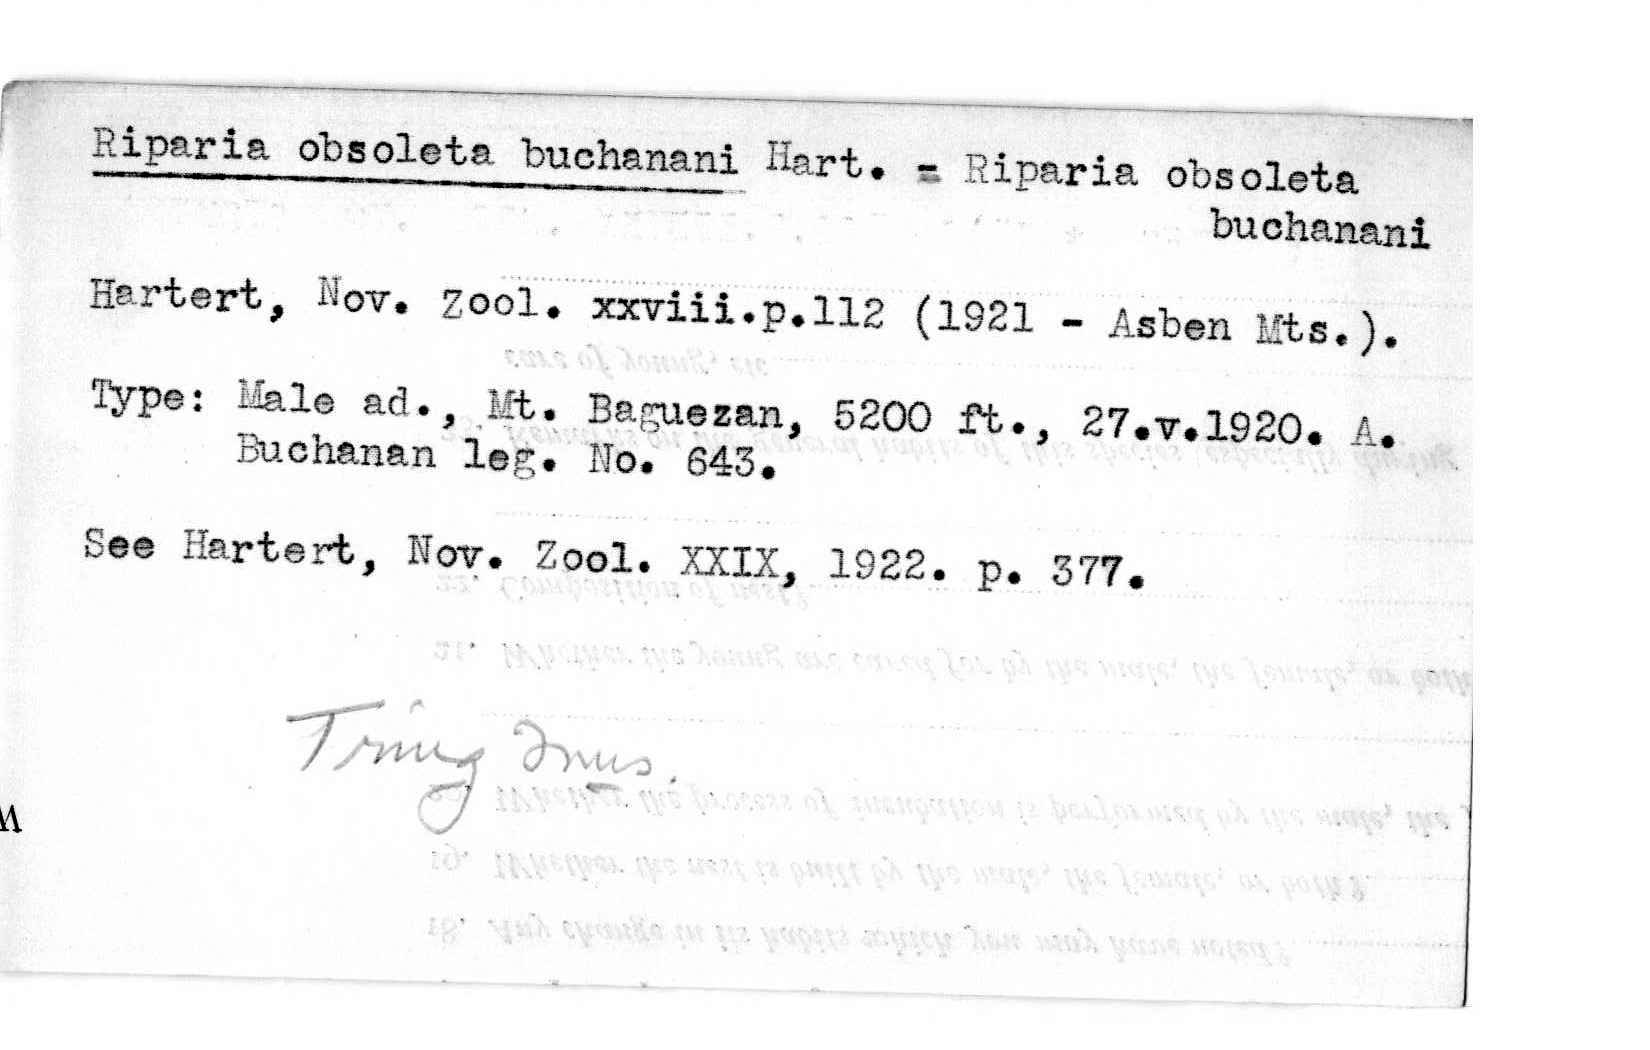 Riparia obsoleta buchanani Hart. = Riparia obsoleta
buchanani
Hartert, Nov. Zool. xxviii.p.112 (1921 - Asben Mts.).
Type: Male ad., Mt. Baguezan, 5200 ft., 27.v.1920. A.
Buchanan leg. No. 643.
See Hartert, Nov. Zool. XXIX, 1922. p. 377.
Tring Mus.